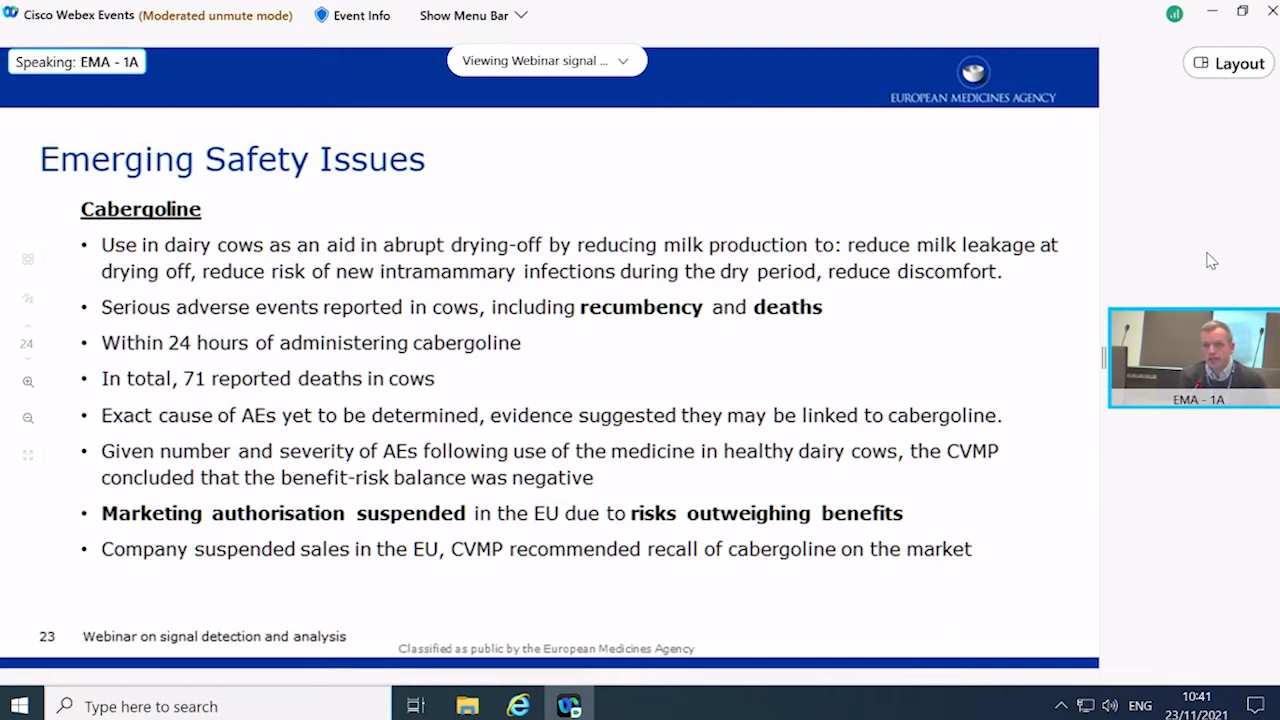 Cisco Webex Events (Moderated unmute mode) Event Info Show Menu Bar
Speaking: EMA - 1A
Viewing Webinar signal ...
Layout
EUROPEAN MEDICINES AGENCY
Emerging Safety Issues
Cabergoline
• Use in dairy cows as an aid in abrupt drying-off by reducing milk production to: reduce milk leakage at
drying off, reduce risk of new intramammary infections during the dry period, reduce discomfort.
• Serious adverse events reported in cows, including recumbency and deaths
• Within 24 hours of administering cabergoline
• In total, 71 reported deaths in cows
• Exact cause of AEs yet to be determined, evidence suggested they may be linked to cabergoline.
• Given number and severity of AEs following use of the medicine in healthy dairy cows, the CVMP
concluded that the benefit-risk balance was negative
• Marketing authorisation suspended in the EU due to risks outweighing benefits
• Company suspended sales in the EU, CVMP recommended recall of cabergoline on the market
24
EMA - 1A
23 Webinar on signal detection and analysis
Classified as public by the European Medicines Agency
Type here to search
ENG
10:41
23/11/2021